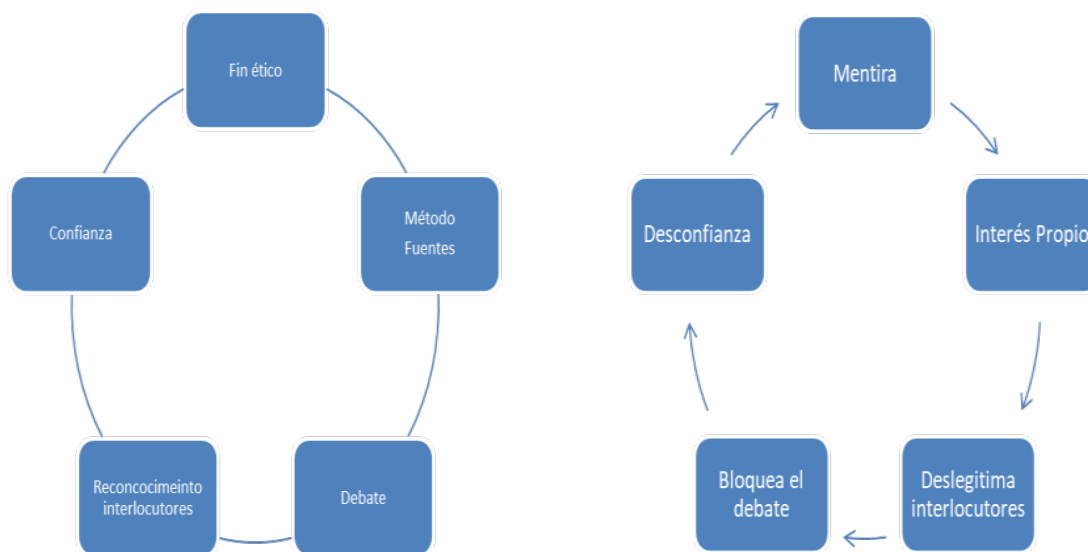 Fin ético
Método
Fuentes
Debate
Reconcocimeinto
interlocutores
Confianza
Mentira
Interés Propio
Deslegitima
interlocutores
Bloquea el
debate
Desconfianza